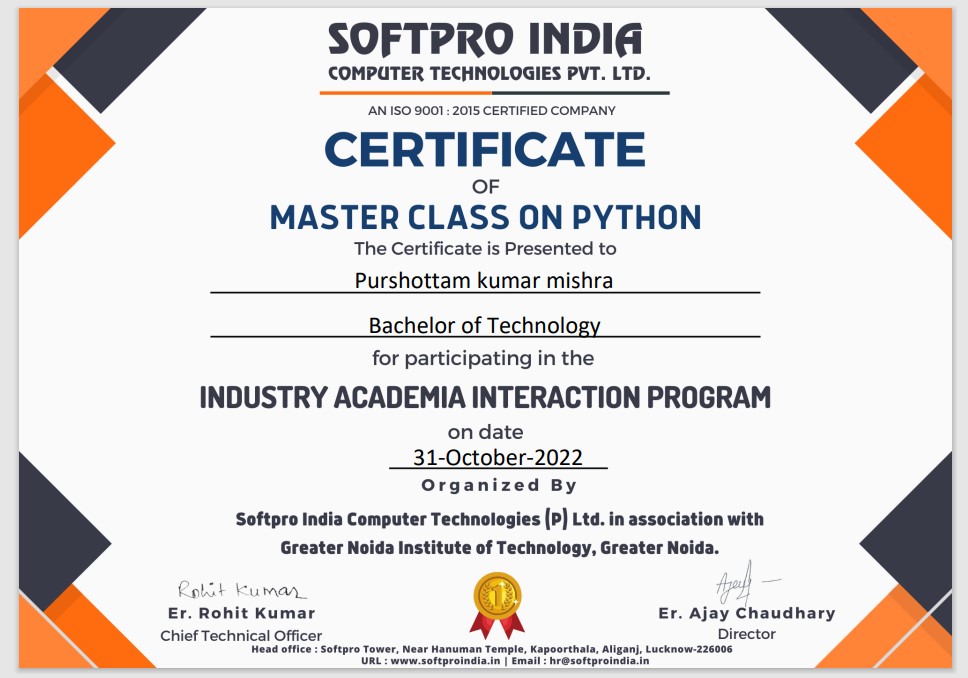 SOFTPRO INDIA
COMPUTER TECHNOLOGIES PVT. LTD.
AN ISO 9001 : 2015 CERTIFIED COMPANY
CERTIFICATE
OF
MASTER CLASS ON PYTHON
The Certificate is Presented to
Purshottam kumar mishra
Bachelor of Technology
for participating in the
INDUSTRY ACADEMIA INTERACTION PROGRAM
on date
31-October-2022
Organized By
Softpro India Computer Technologies (P) Ltd. in association with
Greater Noida Institute of Technology, Greater Noida.
Rohit Kumar
Er. Rohit Kumar
Chief Technical Officer
1
Ajay
Er. Ajay Chaudhary
Director
Head office : Softpro Tower, Near Hanuman Temple, Kapoorthala, Aliganj, Lucknow-226006
URL : www.softproindia.in | Email : hr@softproindia.in